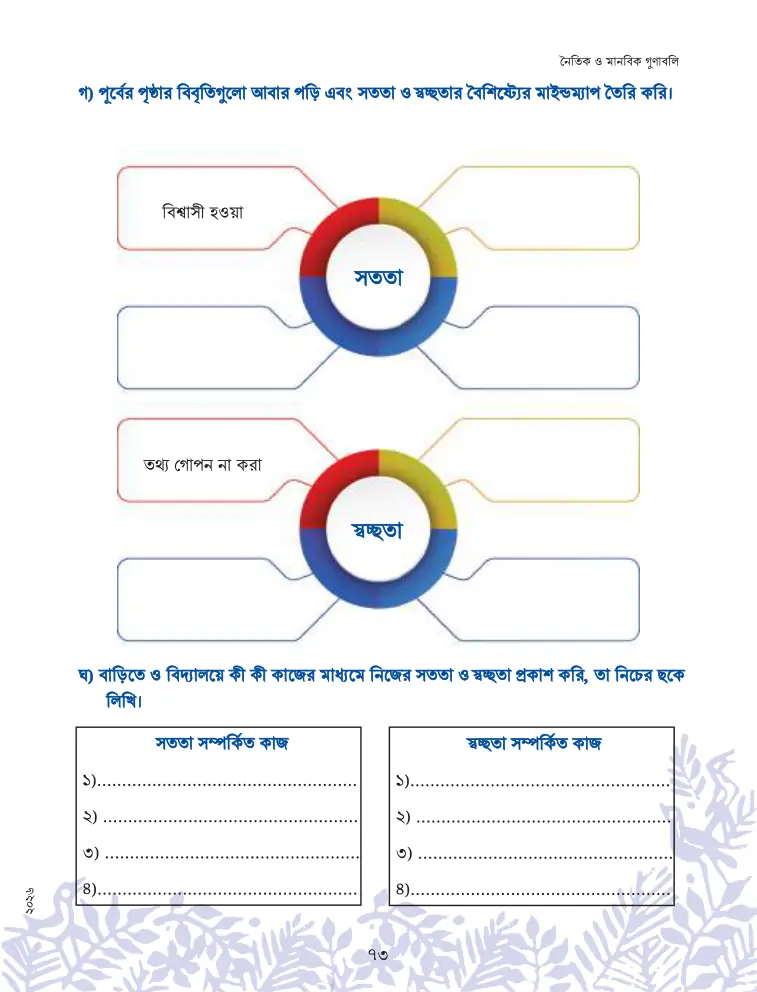 নৈতিক ও মানবিক গুণাবলি
গ) পূর্বের পৃষ্ঠার বিবৃতিগুলো আবার পড়ি এবং সততা ও স্বচ্ছতার বৈশিষ্ট্যের মাইন্ডম্যাপ তৈরি করি।
বিশ্বাসী হওয়া
সততা
তথ্য গোপন না করা
স্বচ্ছতা
ঘ) বাড়িতে ও বিদ্যালয়ে কী কী কাজের মাধ্যমে নিজের সততা ও স্বচ্ছতা প্রকাশ করি, তা নিচের ছকে
লিখি।
সততা সম্পর্কিত কাজ
১)....................................................
২) ...................................................
৩) ...................................................
৪)....................................................
স্বচ্ছতা সম্পর্কিত কাজ
১)....................................................
২) ...................................................
৩) ...................................................
৪)....................................................
২০২৬
৭৩